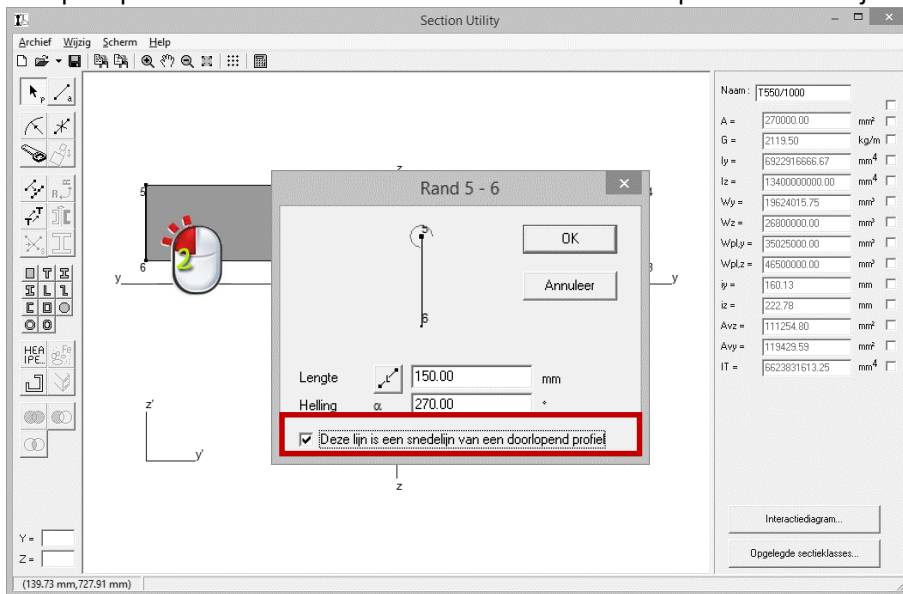 Section Utility
Archief Wijzig Scherm Help
P a
R
T
T
HEA IPE... Fe
Y =
Z =
(139.73 mm,727.91 mm)
z
5
6
2
y
y
z'
y'
z
3
Rand 5 - 6
5
6
OK
Annuleer
Lengte L 150.00 mm
Helling α 270.00 °
Deze lijn is een snedelijn van een doorlopend profiel
Naam : T550/1000
A = 270000.00 mm²
G = 2119.50 kg/m
Iy = 6922916666.67 mm4
Iz = 13400000000.00 mm4
Wy = 19624015.75 mm³
Wz = 26800000.00 mm³
Wpl,y = 35025000.00 mm³
Wpl,z = 46500000.00 mm³
iy = 160.13 mm
iz = 222.78 mm
Avz = 111254.80 mm²
Avy = 119429.59 mm²
IT = 6623831613.25 mm4
Interactiediagram...
Opgelegde sectieklasses...